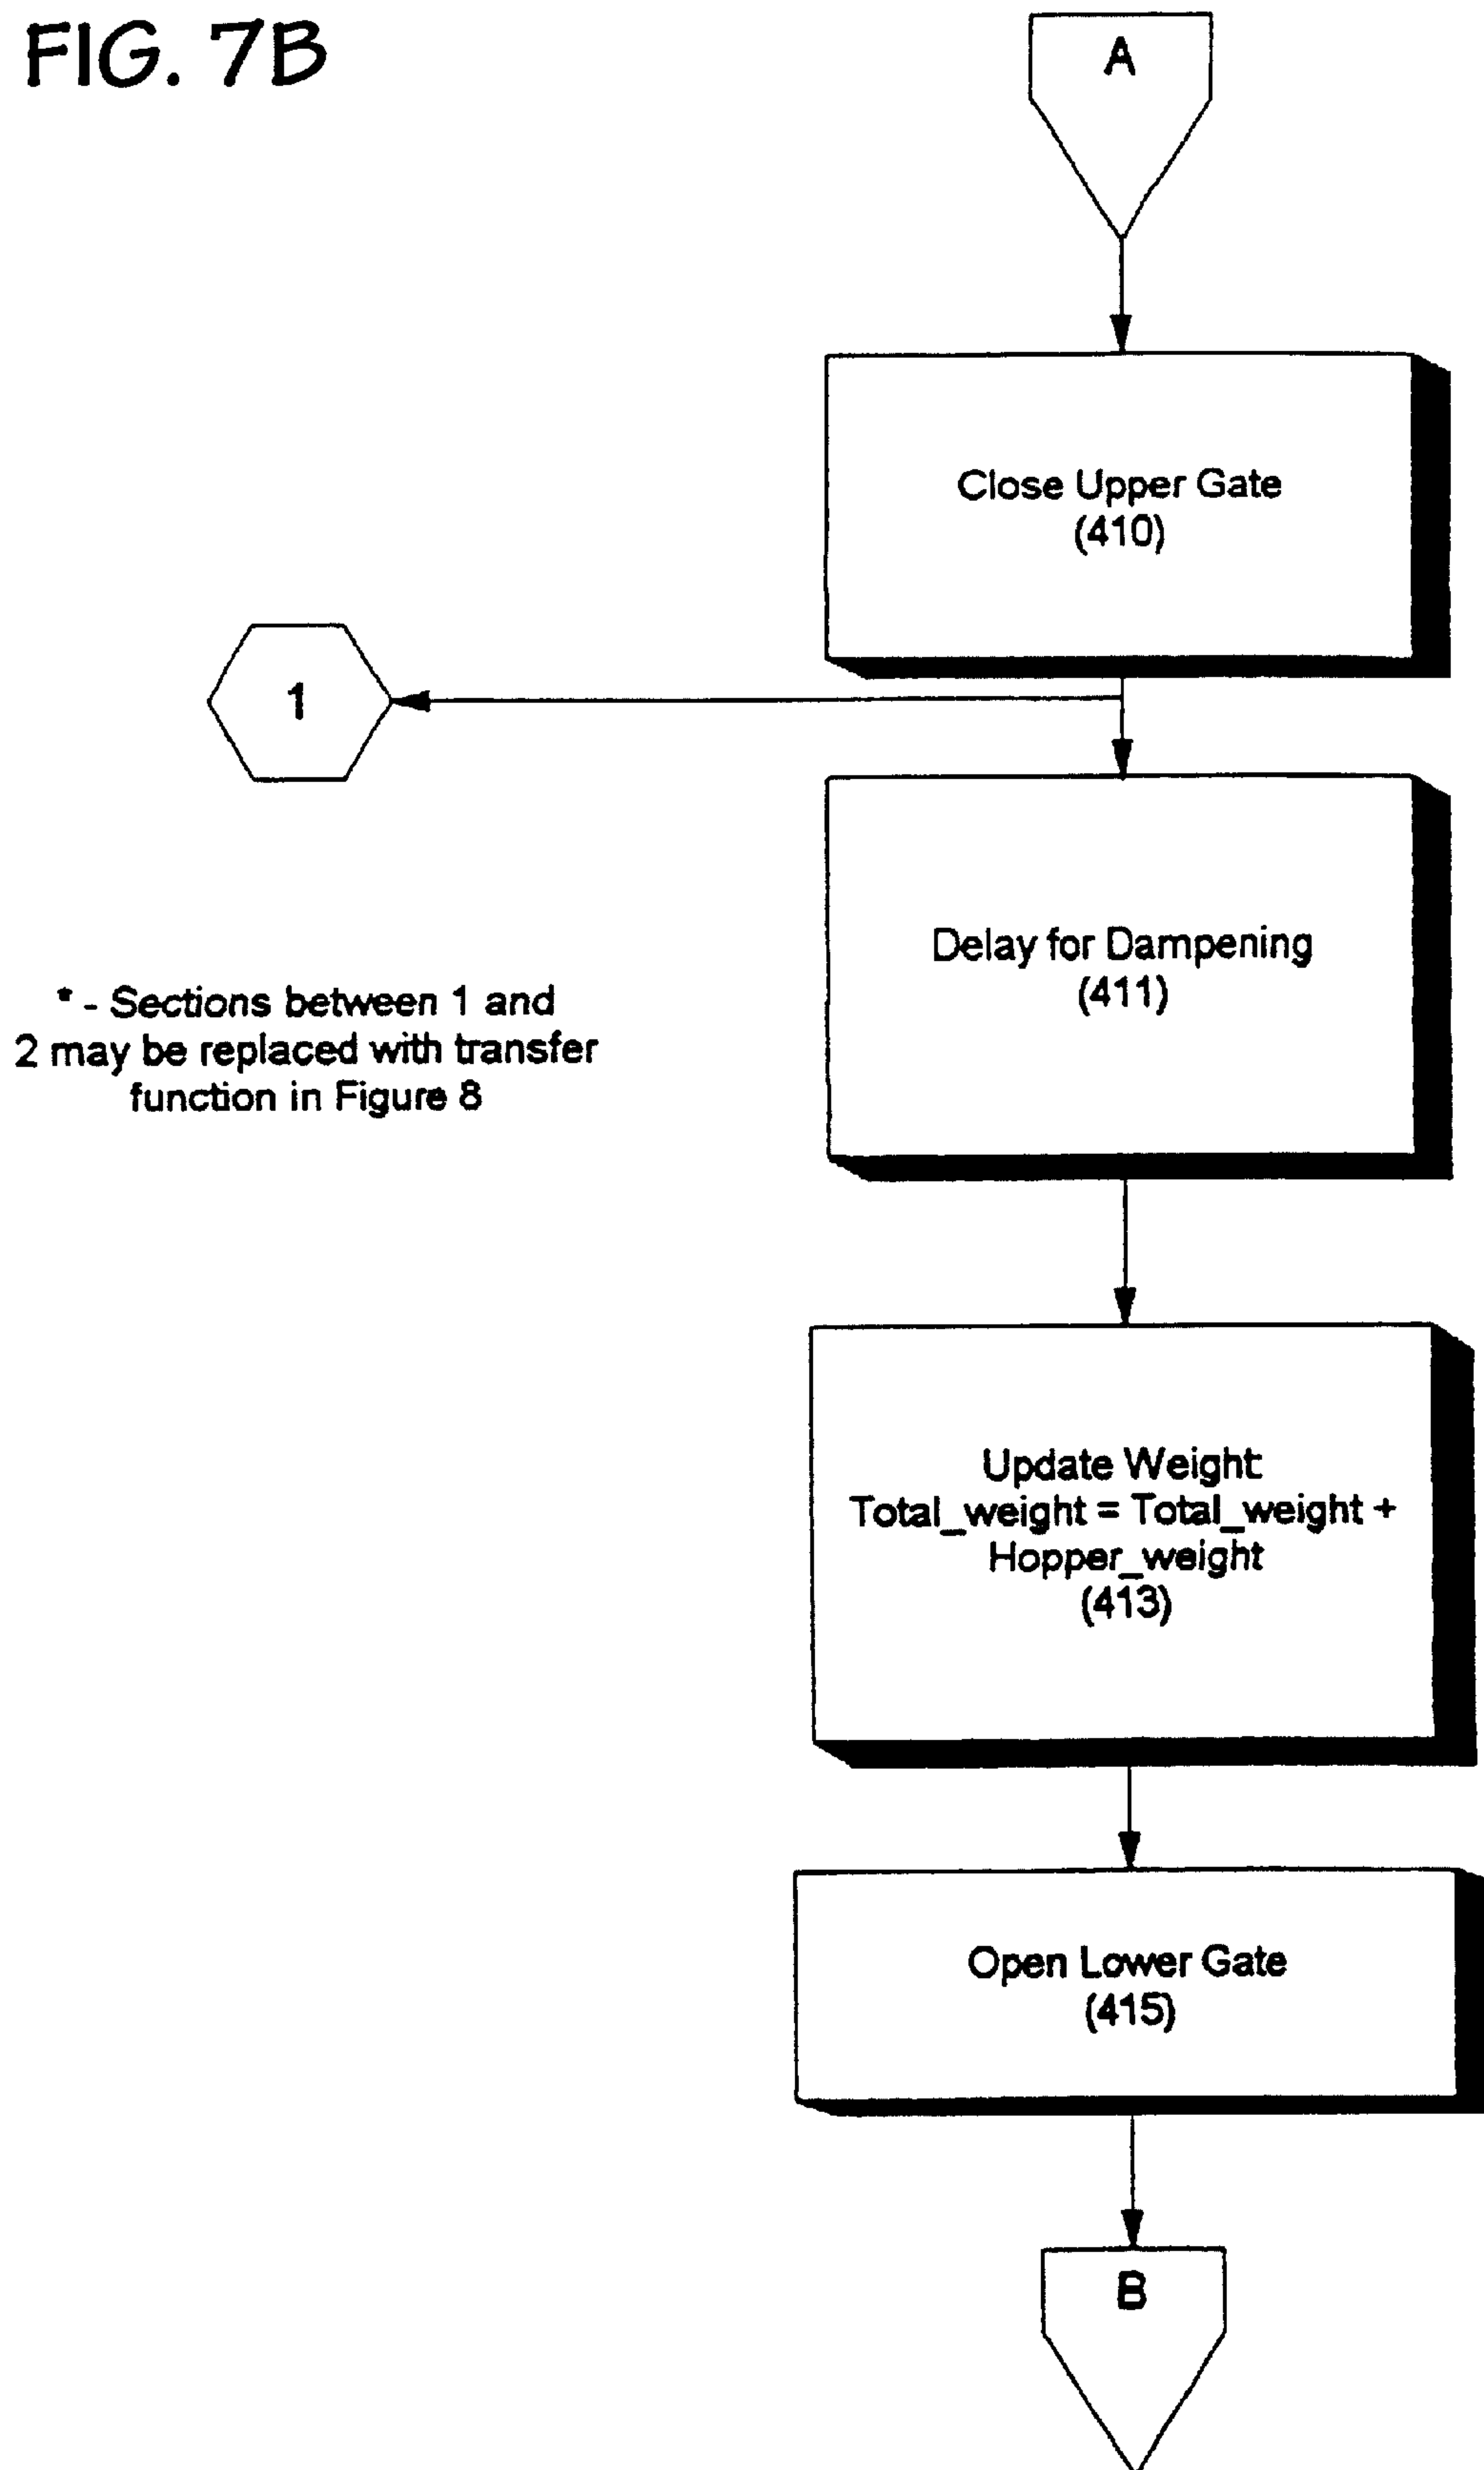 FIG. 7B
A
Close Upper Gate
(410)
1
Delay for Dampening
(411)
* - Sections between 1 and
2 may be replaced with transfer
function in Figure 8
Update Weight:
Total_weight = Total_weight +
Hopper_weight
(413)
Open Lower Gate
(415)
B